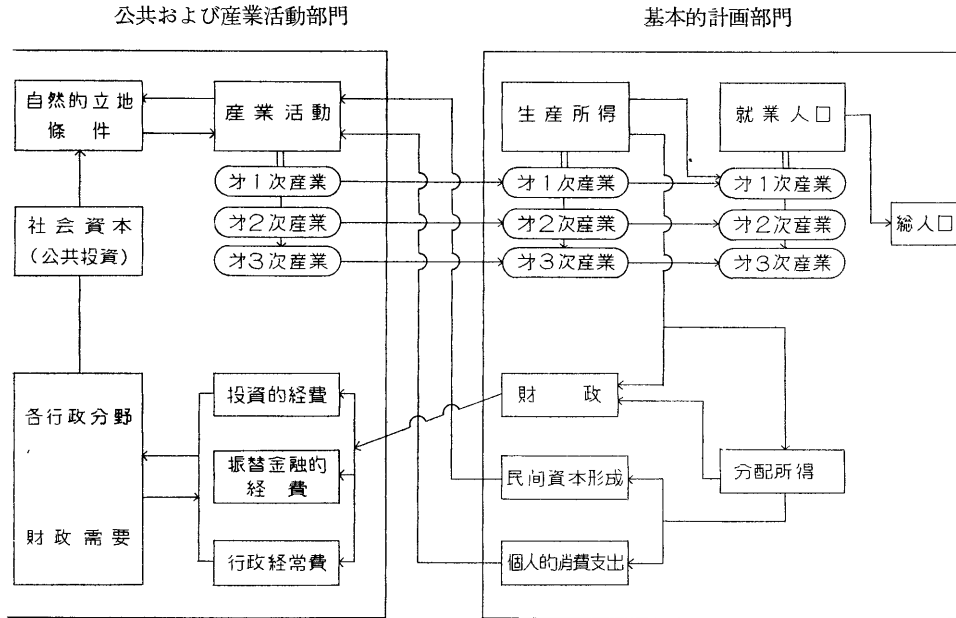 公共および産業活動部門
基本的計画部門
自然的立地
條件
産業活動
才1次産業
才2次産業
才3次産業
社会資本
(公共投資)
各行政分野
財政需要
投資的経費
振替金融的
経費
行政経常費
生産所得
才1次産業
才2次産業
才3次産業
就業人口
才1次産業
才2次産業
才3次産業
総人口
財政
民间資本形成
個人的消費支出
分配所得